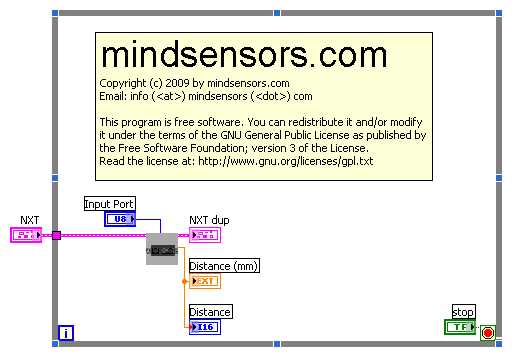 mindsensors.com
Copyright (c) 2009 by mindsensors.com
Email: info (<at>) mindsensors (<dot>) com
This program is free software. You can redistribute it and/or modify
it under the terms of the GNU General Public License as published by
the Free Software Foundation; version 3 of the License.
Read the license at: http://www.gnu.org/licenses/gpl.txt
Input Port
U8
NXT
NXT dup
Distance (mm)
EXT
Distance
I16
stop
TF
i